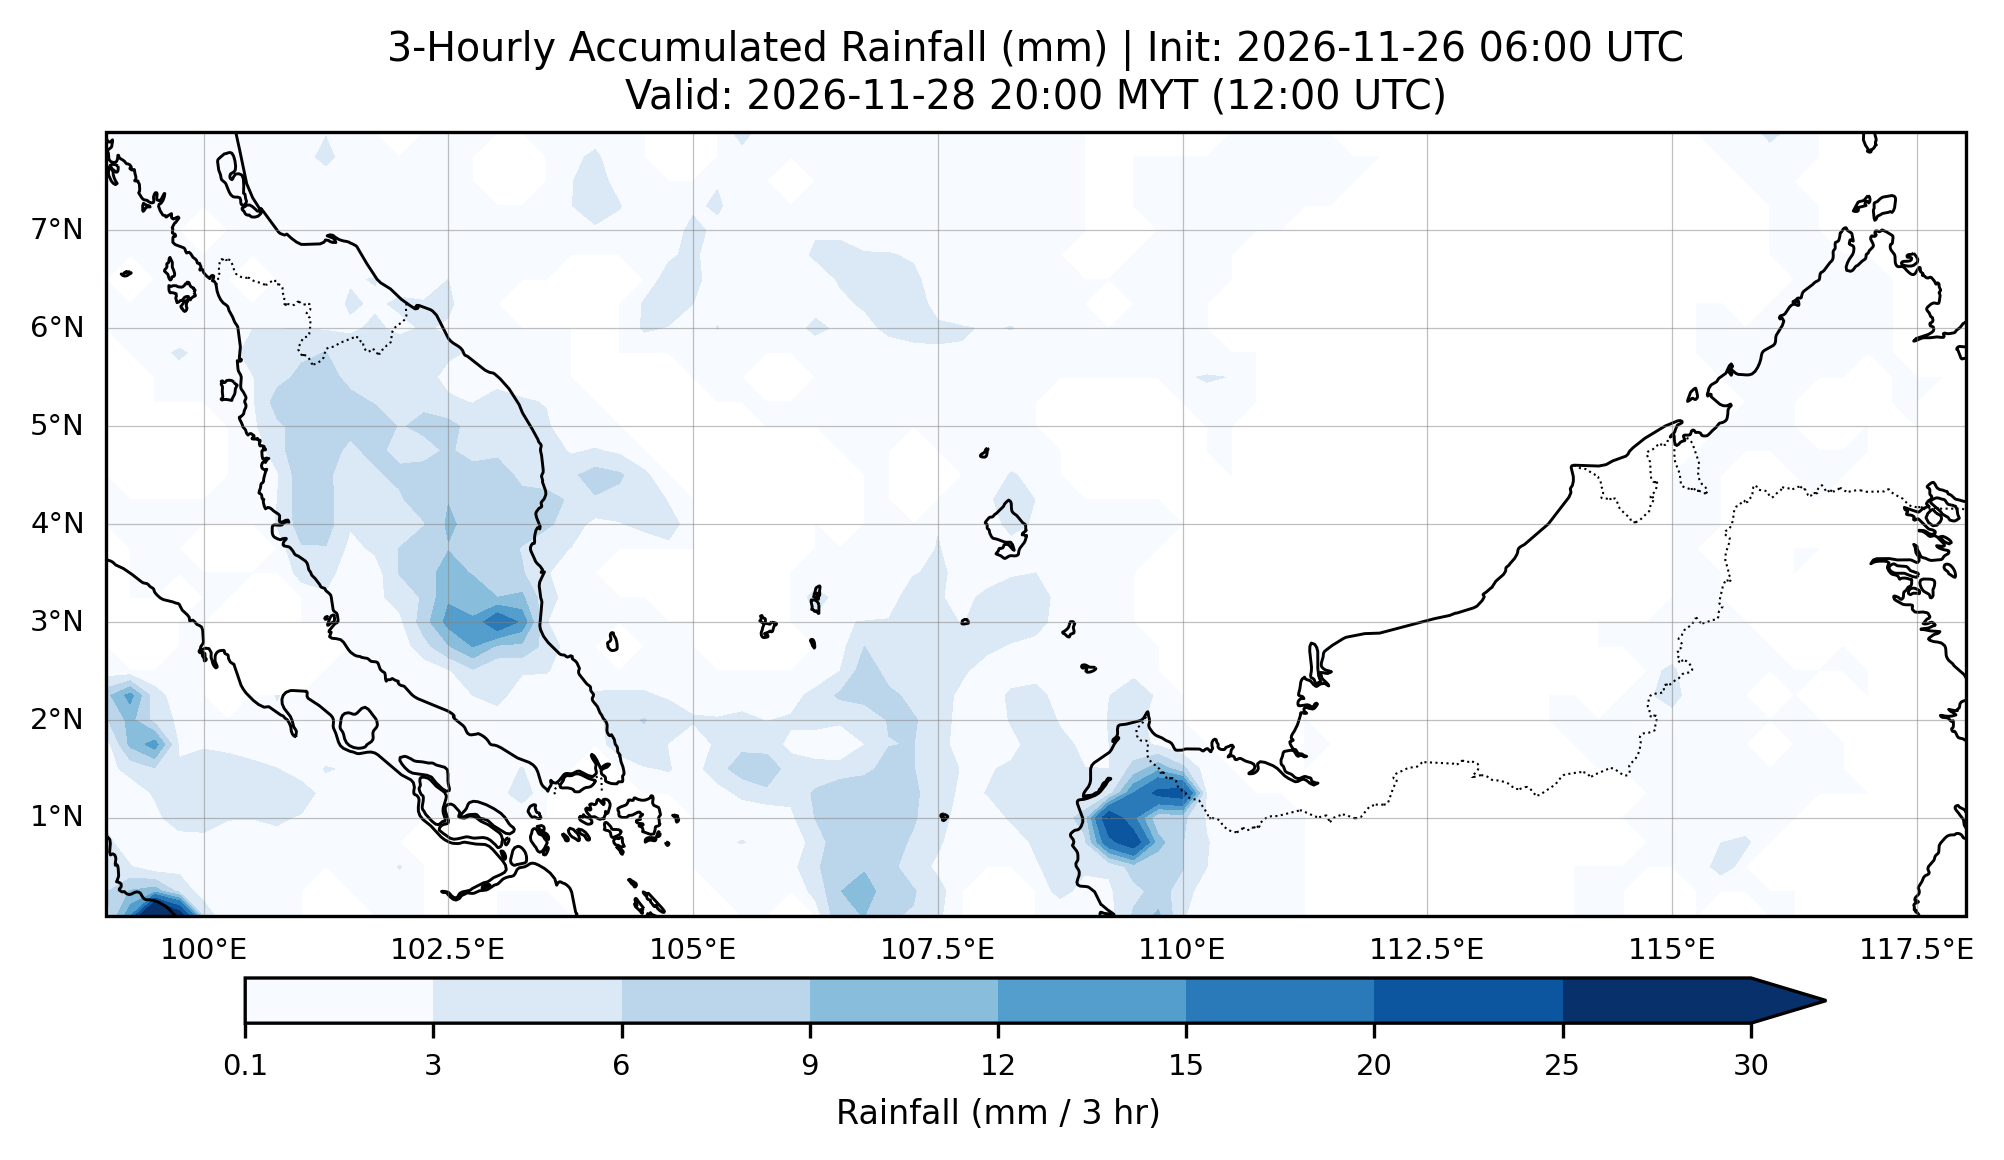 3-Hourly Accumulated Rainfall (mm) | Init: 2026-11-26 06:00 UTC
Valid: 2026-11-28 20:00 MYT (12:00 UTC)
7°N
6°N
5°N
4°N
3°N
2°N
1°N
100°E 102.5°E 105°E 107.5°E 110°E 112.5°E 115°E 117.5°E
0.1 3 6 9 12 15 20 25 30
Rainfall (mm / 3 hr)